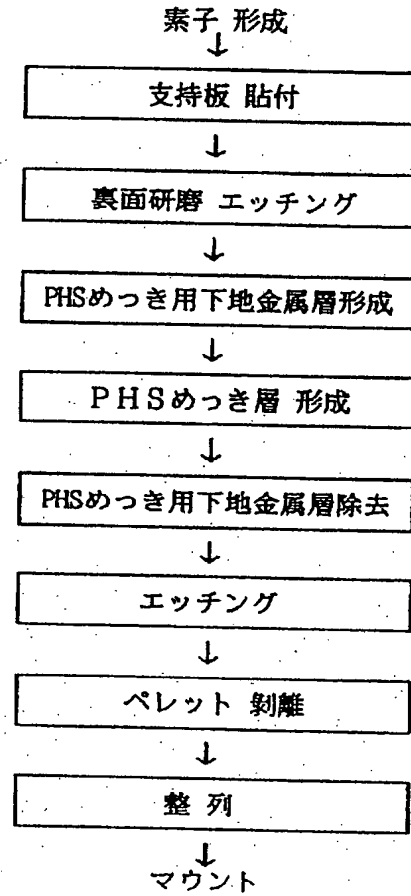 素子 形成
↓
支持板 貼付
↓
裏面研磨 エッチング
↓
PHSめっき用下地金属層形成
↓
PHSめっき層 形成
↓
PHSめっき用下地金属層除去
↓
エッチング
↓
ペレット 剝離
↓
整 列
↓
マウント